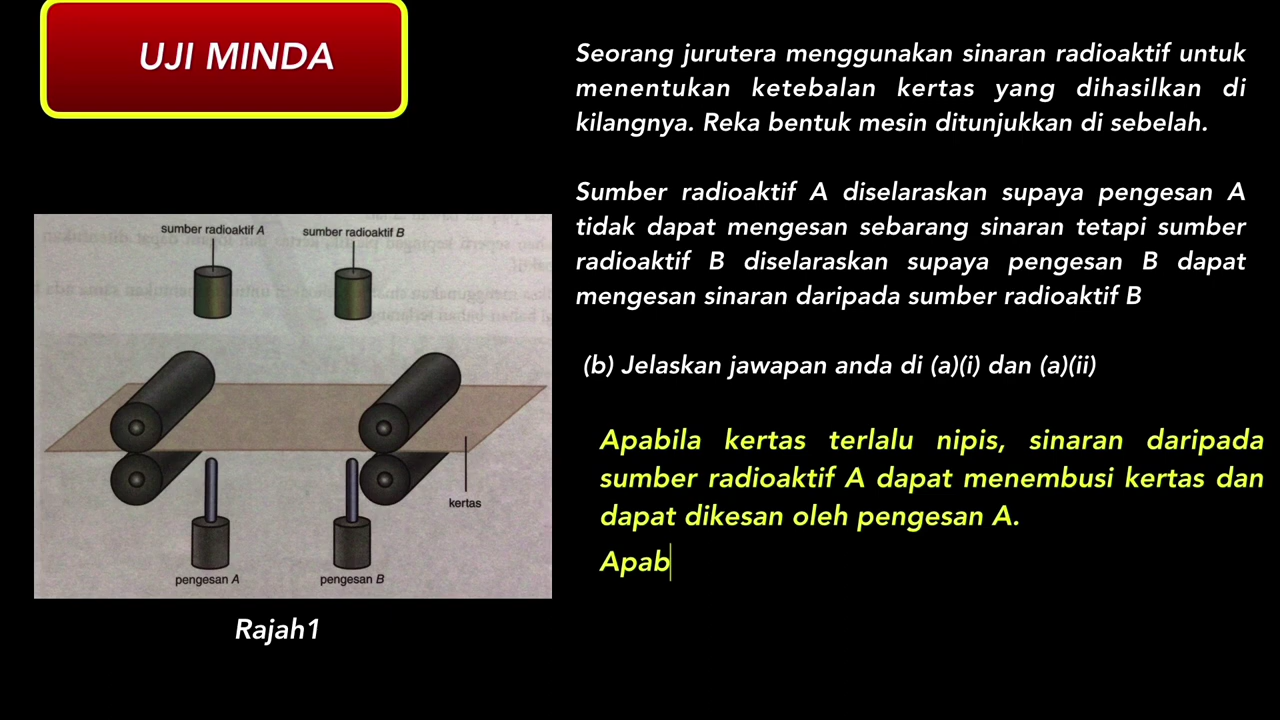 UJI MINDA
Seorang jurutera menggunakan sinaran radioaktif untuk
menentukan ketebalan kertas yang dihasilkan di
kilangnya. Reka bentuk mesin ditunjukkan di sebelah.
Sumber radioaktif A diselaraskan supaya pengesan A
tidak dapat mengesan sebarang sinaran tetapi sumber
radioaktif B diselaraskan supaya pengesan B dapat
mengesan sinaran daripada sumber radioaktif B
(b) Jelaskan jawapan anda di (a)(i) dan (a)(ii)
Apabila kertas terlalu nipis, sinaran daripada
sumber radioaktif A dapat menembusi kertas dan
dapat dikesan oleh pengesan A.
Apab
sumber radioaktif A
sumber radioaktif B
kertas
pengesan A
pengesan B
Rajah1